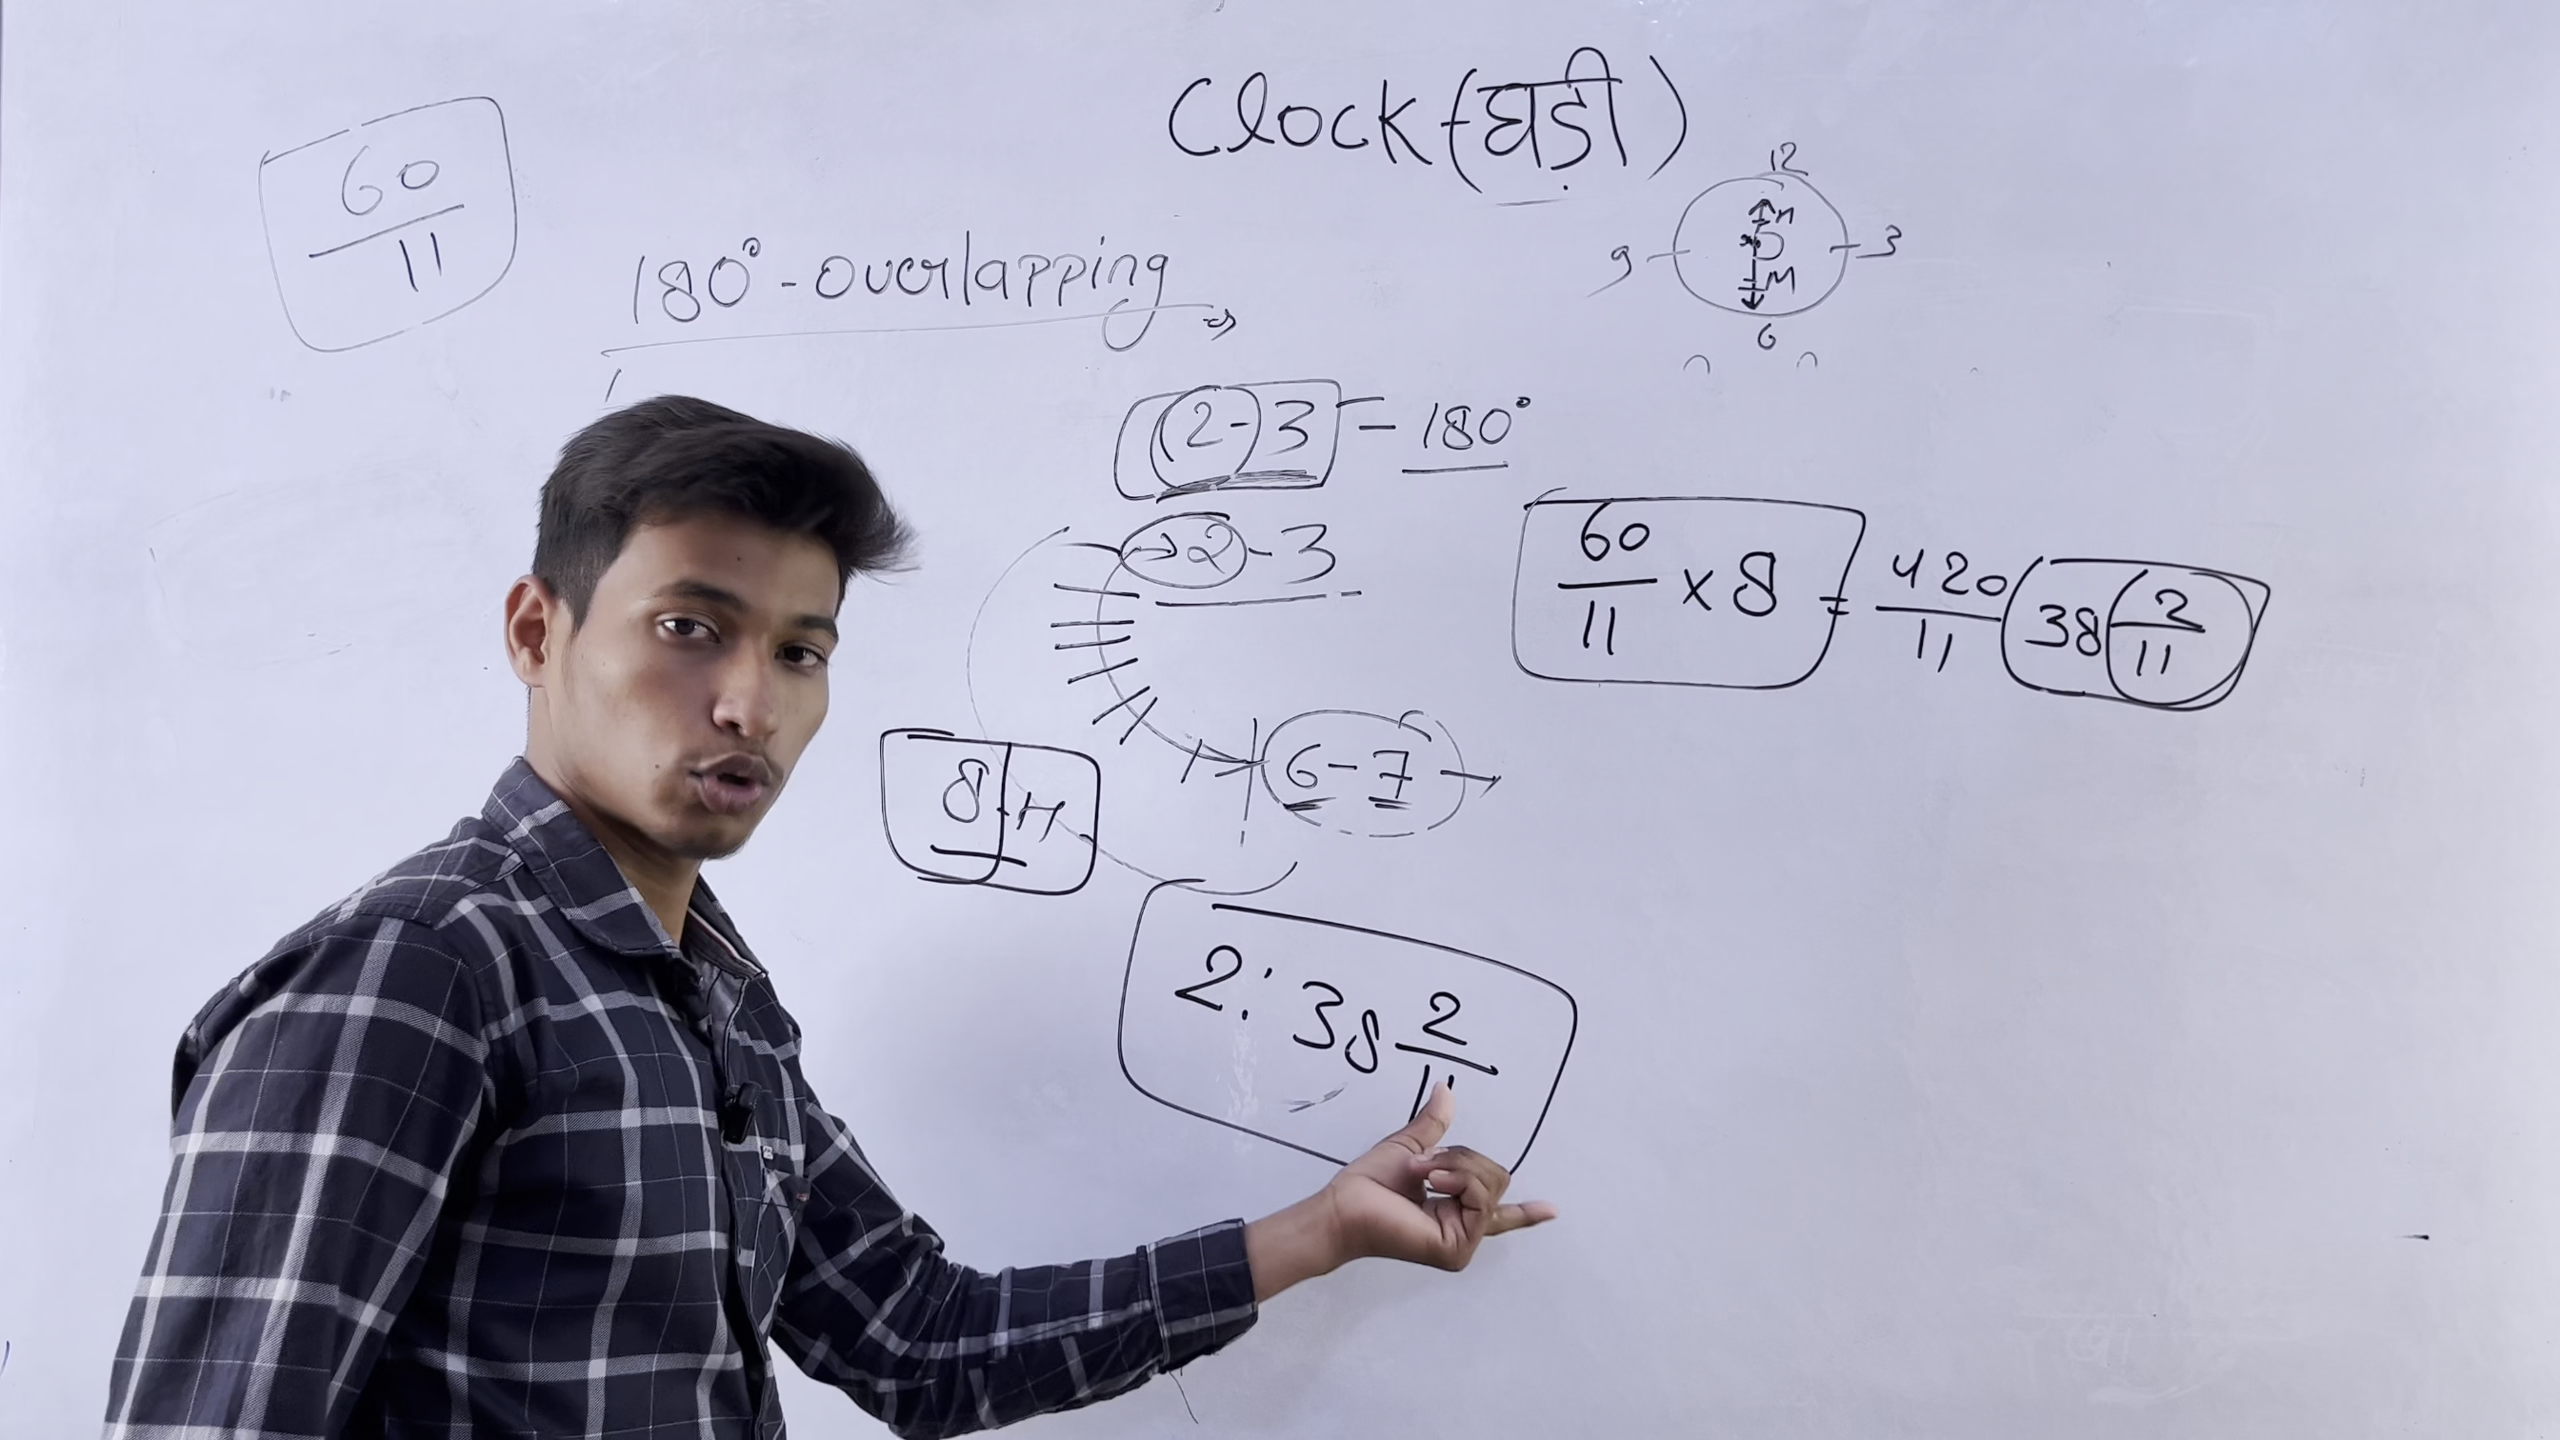 Clock (घड़ी)
60/11
180° - overlapping
12
9
3
H
M
6
2-3 - 180°
→2-3
60/11 x 8 = 420/11 38 2/11
6-7
8 H
2:38 2/11